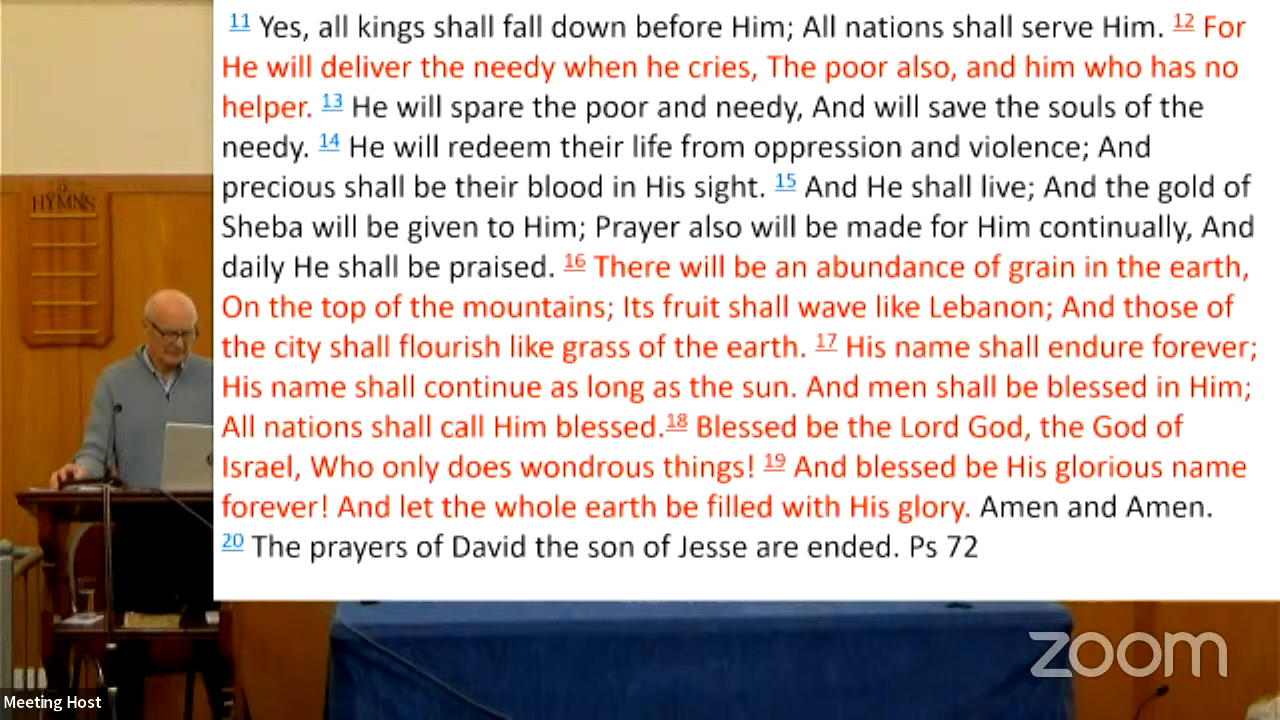 11 Yes, all kings shall fall down before Him; All nations shall serve Him. 12 For
He will deliver the needy when he cries, The poor also, and him who has no
helper. 13 He will spare the poor and needy, And will save the souls of the
needy. 14 He will redeem their life from oppression and violence; And
precious shall be their blood in His sight. 15 And He shall live; And the gold of
Sheba will be given to Him; Prayer also will be made for Him continually, And
daily He shall be praised. 16 There will be an abundance of grain in the earth,
On the top of the mountains; Its fruit shall wave like Lebanon; And those of
the city shall flourish like grass of the earth. 17 His name shall endure forever;
His name shall continue as long as the sun. And men shall be blessed in Him;
All nations shall call Him blessed.18 Blessed be the Lord God, the God of
Israel, Who only does wondrous things! 19 And blessed be His glorious name
forever! And let the whole earth be filled with His glory. Amen and Amen.
20 The prayers of David the son of Jesse are ended. Ps 72
HYMNS
zoom
Meeting Host